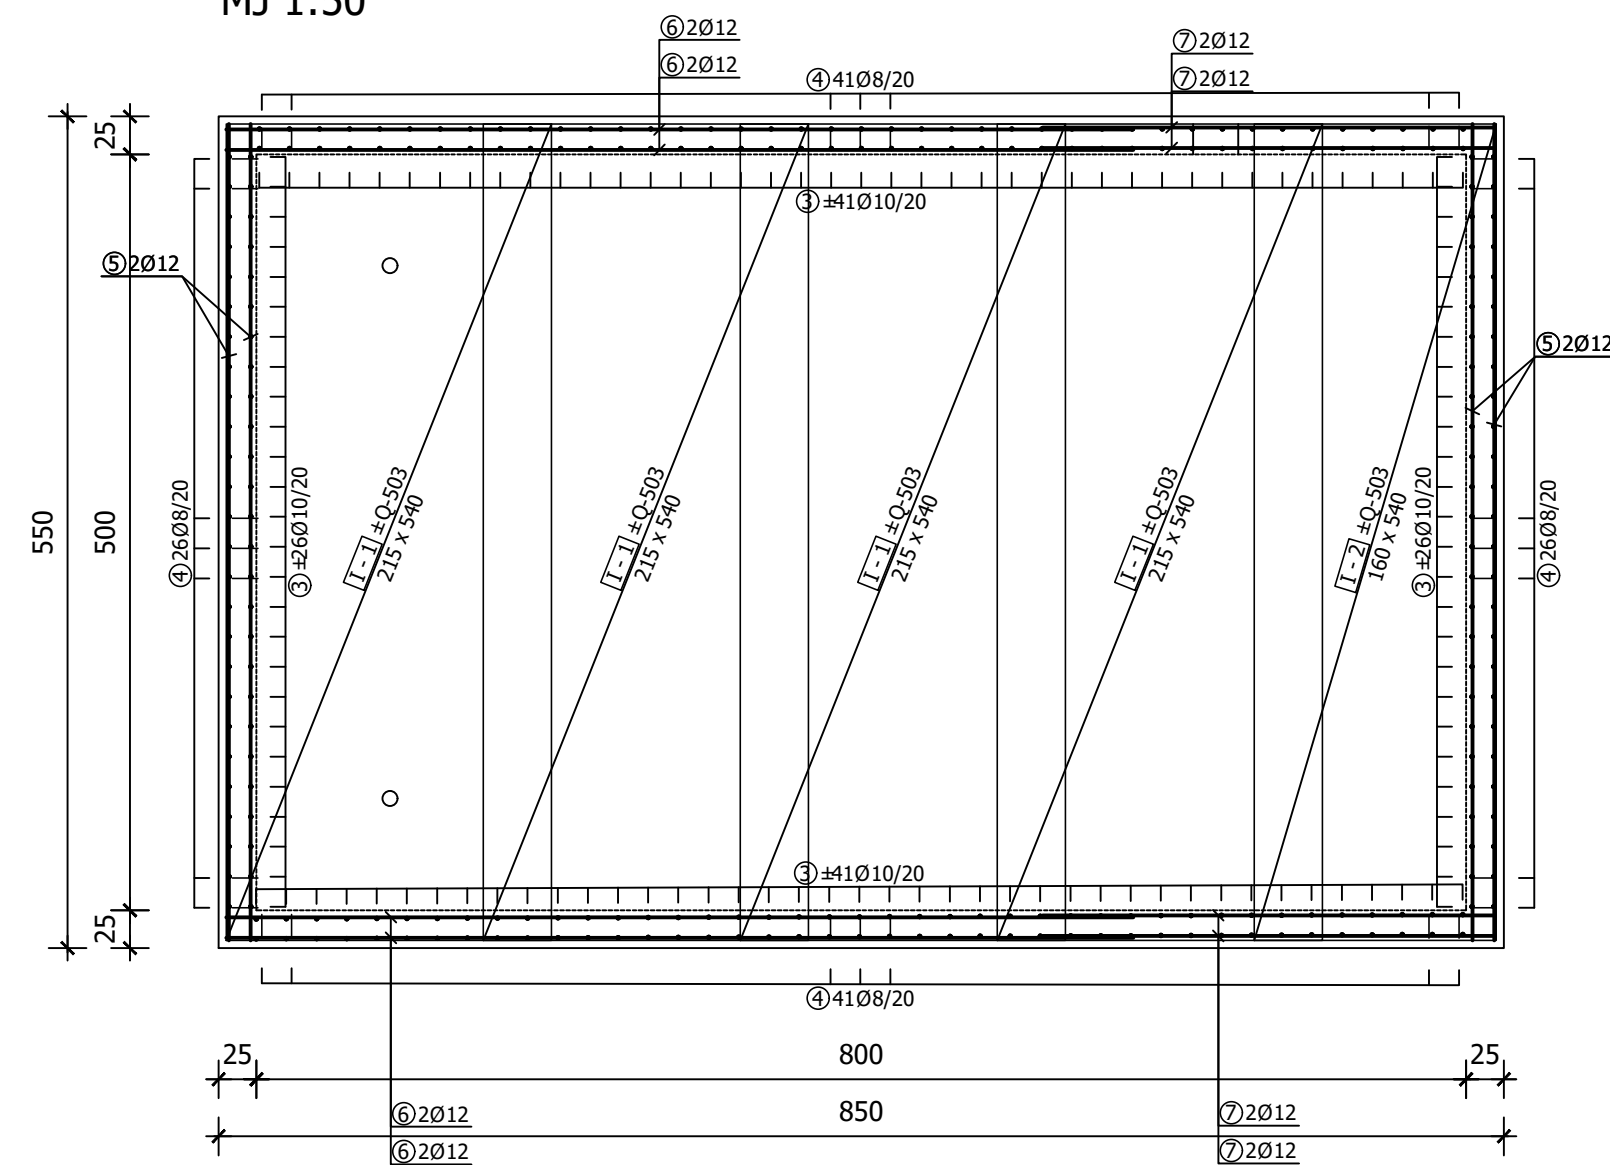 MJ 1:50
⑥2Ø12
⑥2Ø12
⑦2Ø12
⑦2Ø12
④41Ø8/20
25
③±41Ø10/20
⑤2Ø12
⑤2Ø12
550
500
④26Ø8/20
③±26Ø10/20
I - 1 ±Q-503
215 x 540
I - 1 ±Q-503
215 x 540
I - 1 ±Q-503
215 x 540
I - 1 ±Q-503
215 x 540
I - 2 ±Q-503
160 x 540
③±26Ø10/20
④26Ø8/20
③±41Ø10/20
25
④41Ø8/20
25
800
25
850
⑥2Ø12
⑥2Ø12
⑦2Ø12
⑦2Ø12